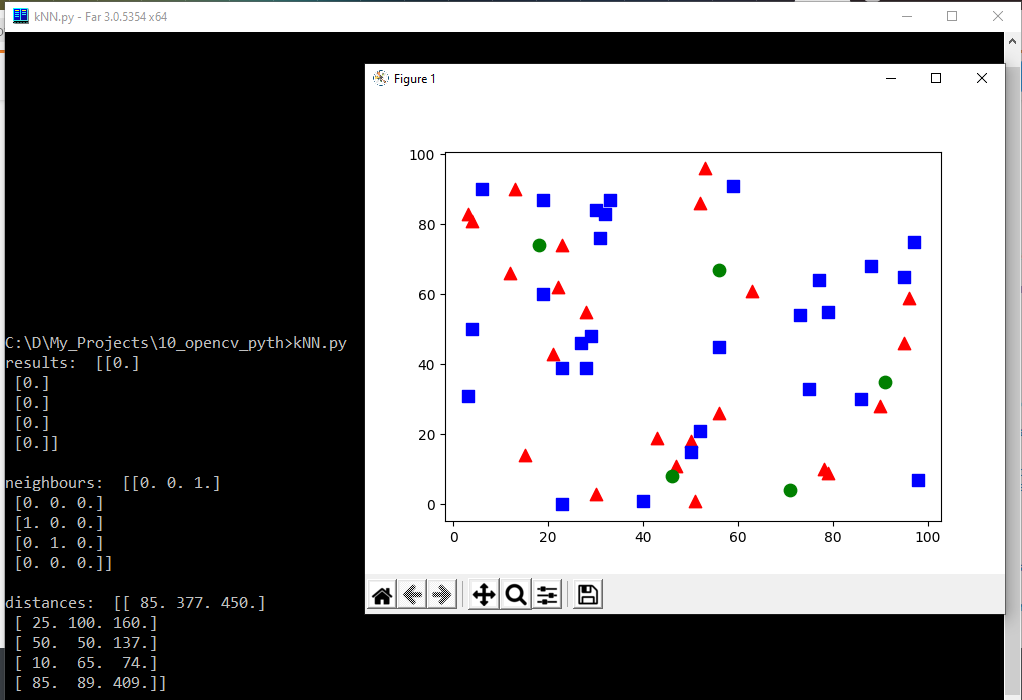 kNN.py - Far 3.0.5354 x64
Figure 1
100
80
60
40
20
0
0 20 40 60 80 100
C:\D\My_Projects\10_opencv_pyth>kNN.py
results:  [[0.]
 [0.]
 [0.]
 [0.]
 [0.]]
neighbours:  [[0. 0. 1.]
 [0. 0. 0.]
 [1. 0. 0.]
 [0. 1. 0.]
 [0. 0. 0.]]
distances:  [[ 85. 377. 450.]
 [ 25. 100. 160.]
 [ 50.  50. 137.]
 [ 10.  65.  74.]
 [ 85.  89. 409.]]